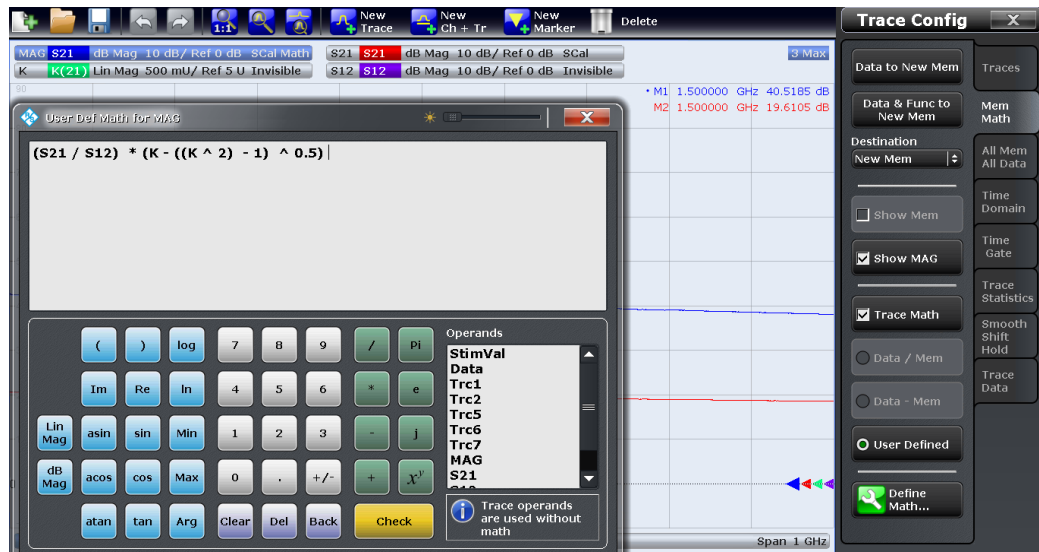 New Trace
New Ch + Tr
New Marker
Delete
Trace Config
X
MAG S21 dB Mag 10 dB/ Ref 0 dB SCal Math
S21 S21 dB Mag 10 dB/ Ref 0 dB SCal
3 Max
K K(21) Lin Mag 500 mU/ Ref 5 U Invisible
S12 S12 dB Mag 10 dB/ Ref 0 dB Invisible
90
• M1 1.500000 GHz 40.5185 dB
M2 1.500000 GHz 19.6105 dB
User Def Math for MAG
X
(S21 / S12) * (K - ((K ^ 2) - 1) ^ 0.5)
( ) log 7 8 9 / Pi
Im Re ln 4 5 6 * e
Lin Mag asin sin Min 1 2 3 - j
dB Mag acos cos Max 0 . +/- + xʸ
atan tan Arg Clear Del Back Check
Operands
StimVal
Data
Trc1
Trc2
Trc5
Trc6
Trc7
MAG
S21
Trace operands
are used without
math
Span 1 GHz
Data to New Mem
Data & Func to
New Mem
Destination
New Mem
Show Mem
Show MAG
Trace Math
Data / Mem
Data - Mem
User Defined
Define
Math...
Traces
Mem
Math
All Mem
All Data
Time
Domain
Time
Gate
Trace
Statistics
Smooth
Shift
Hold
Trace
Data
1:1